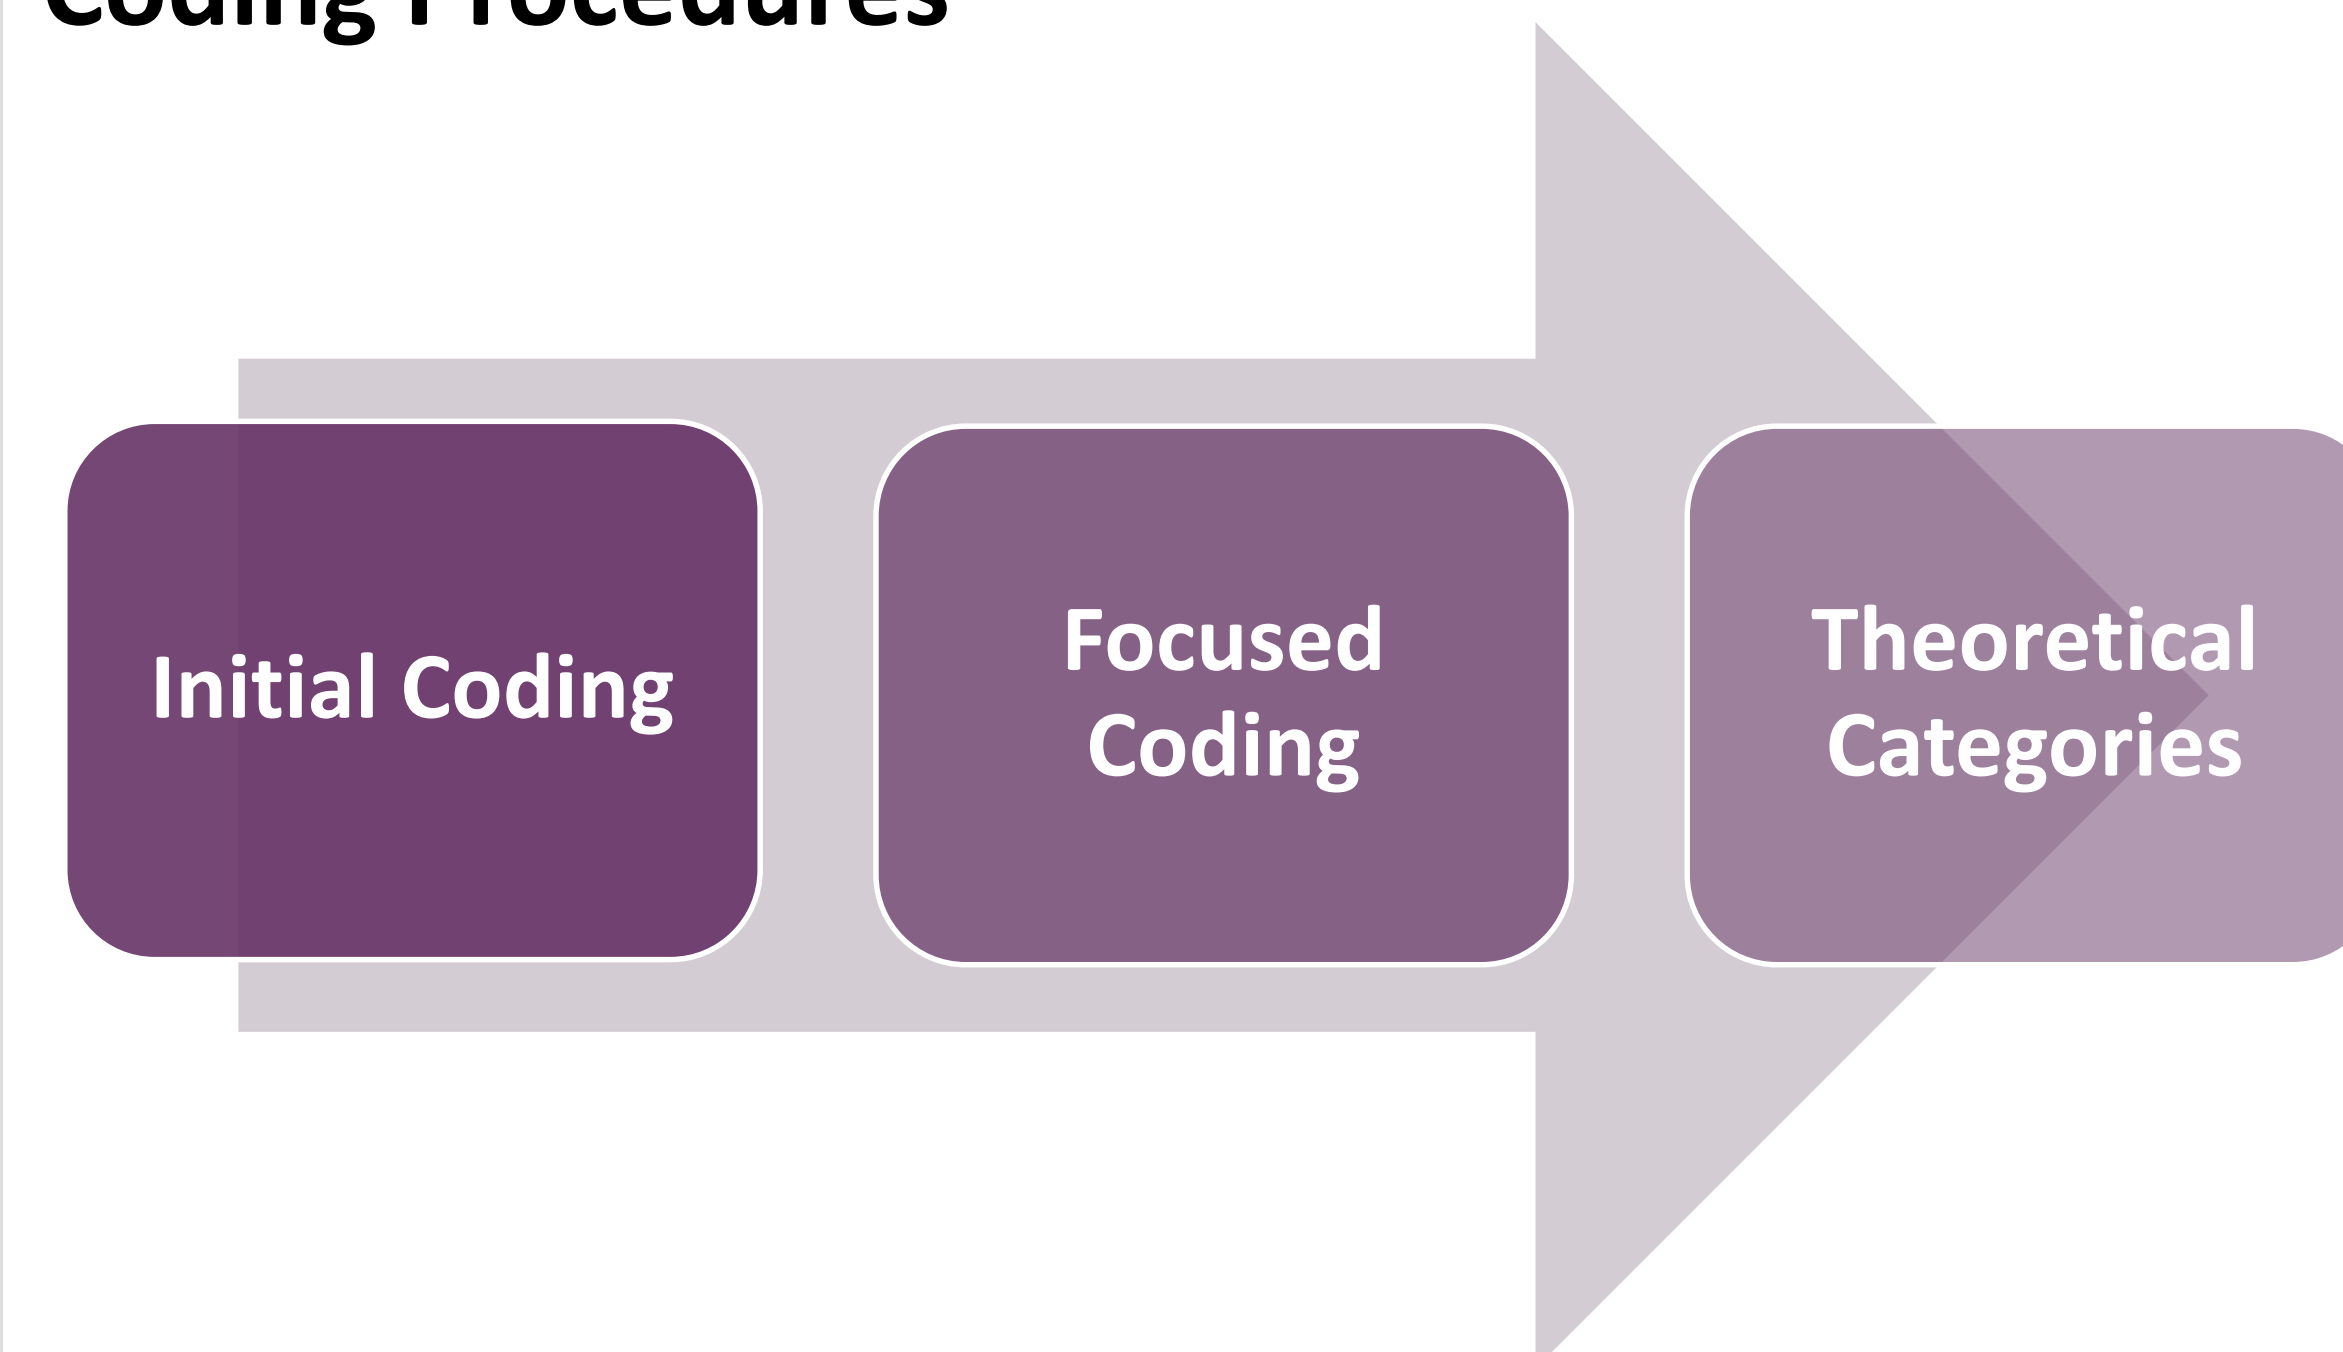 Coding Procedures
Initial Coding
Focused
Coding
Theoretical
Categories